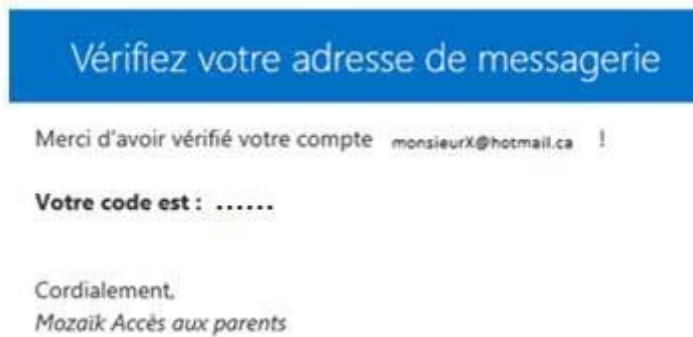 Vérifiez votre adresse de messagerie
Merci d'avoir vérifié votre compte monsieurX@hotmail.ca !
Votre code est : ......
Cordialement,
Mozaïk Accès aux parents